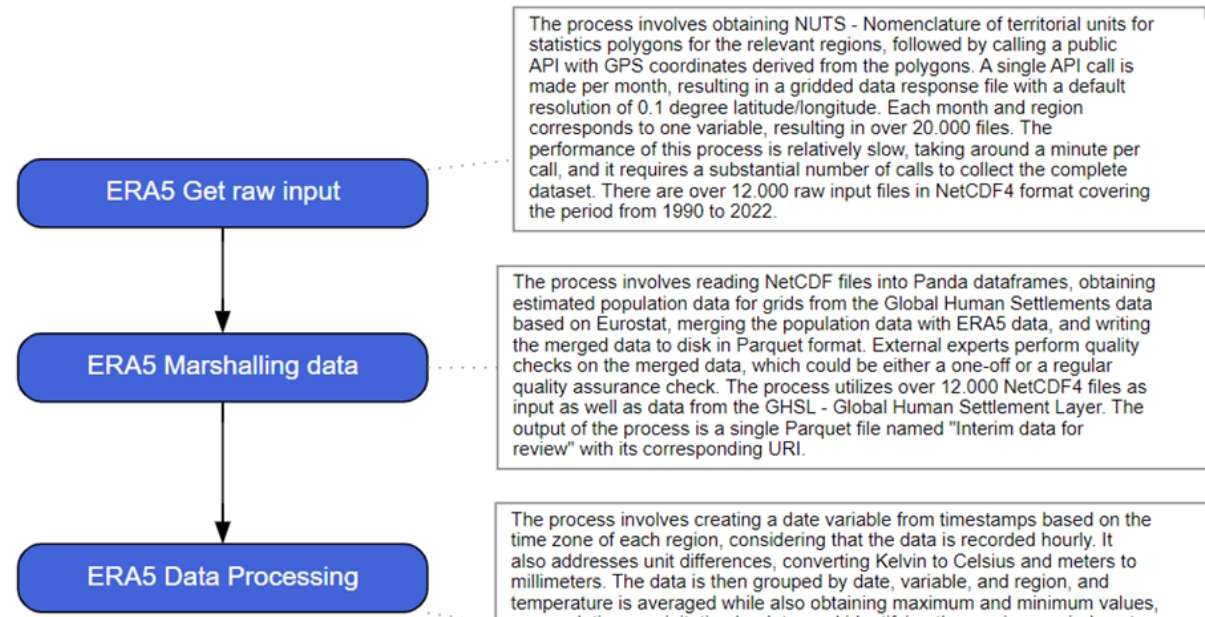 The process involves obtaining NUTS - Nomenclature of territorial units for
statistics polygons for the relevant regions, followed by calling a public
API with GPS coordinates derived from the polygons. A single API call is
made per month, resulting in a gridded data response file with a default
resolution of 0.1 degree latitude/longitude. Each month and region
corresponds to one variable, resulting in over 20.000 files. The
performance of this process is relatively slow, taking around a minute per
call, and it requires a substantial number of calls to collect the complete
dataset. There are over 12.000 raw input files in NetCDF4 format covering
the period from 1990 to 2022.
ERA5 Get raw input
The process involves reading NetCDF files into Panda dataframes, obtaining
estimated population data for grids from the Global Human Settlements data
based on Eurostat, merging the population data with ERA5 data, and writing
the merged data to disk in Parquet format. External experts perform quality
checks on the merged data, which could be either a one-off or a regular
quality assurance check. The process utilizes over 12.000 NetCDF4 files as
input as well as data from the GHSL - Global Human Settlement Layer. The
output of the process is a single Parquet file named "Interim data for
review" with its corresponding URI.
ERA5 Marshalling data
The process involves creating a date variable from timestamps based on the
time zone of each region, considering that the data is recorded hourly. It
also addresses unit differences, converting Kelvin to Celsius and meters to
millimeters. The data is then grouped by date, variable, and region, and
temperature is averaged while also obtaining maximum and minimum values,
ERA5 Data Processing